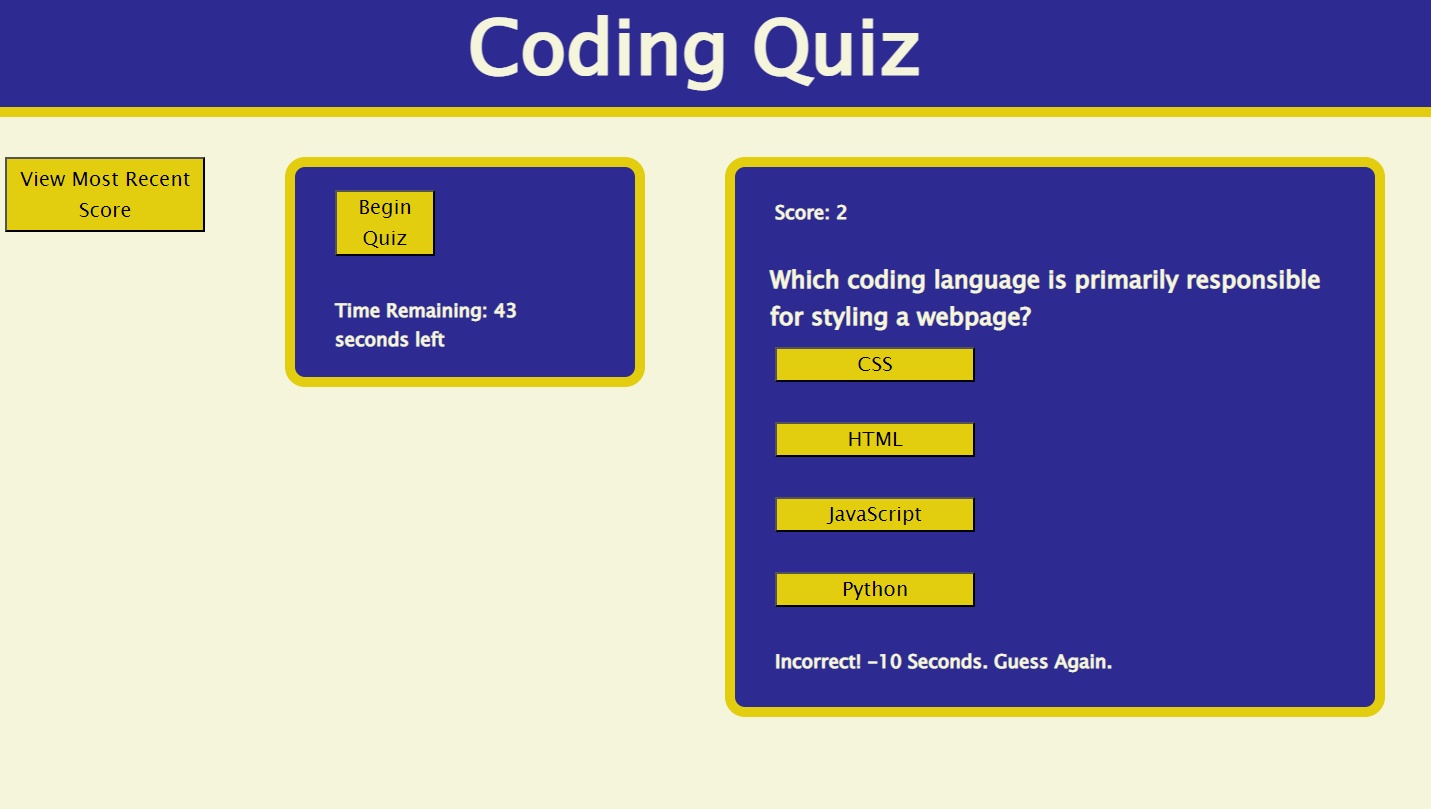 Coding Quiz
View Most Recent
Score
Begin
Quiz
Time Remaining: 43
seconds left
Score: 2
Which coding language is primarily responsible
for styling a webpage?
CSS
HTML
JavaScript
Python
Incorrect! -10 Seconds. Guess Again.